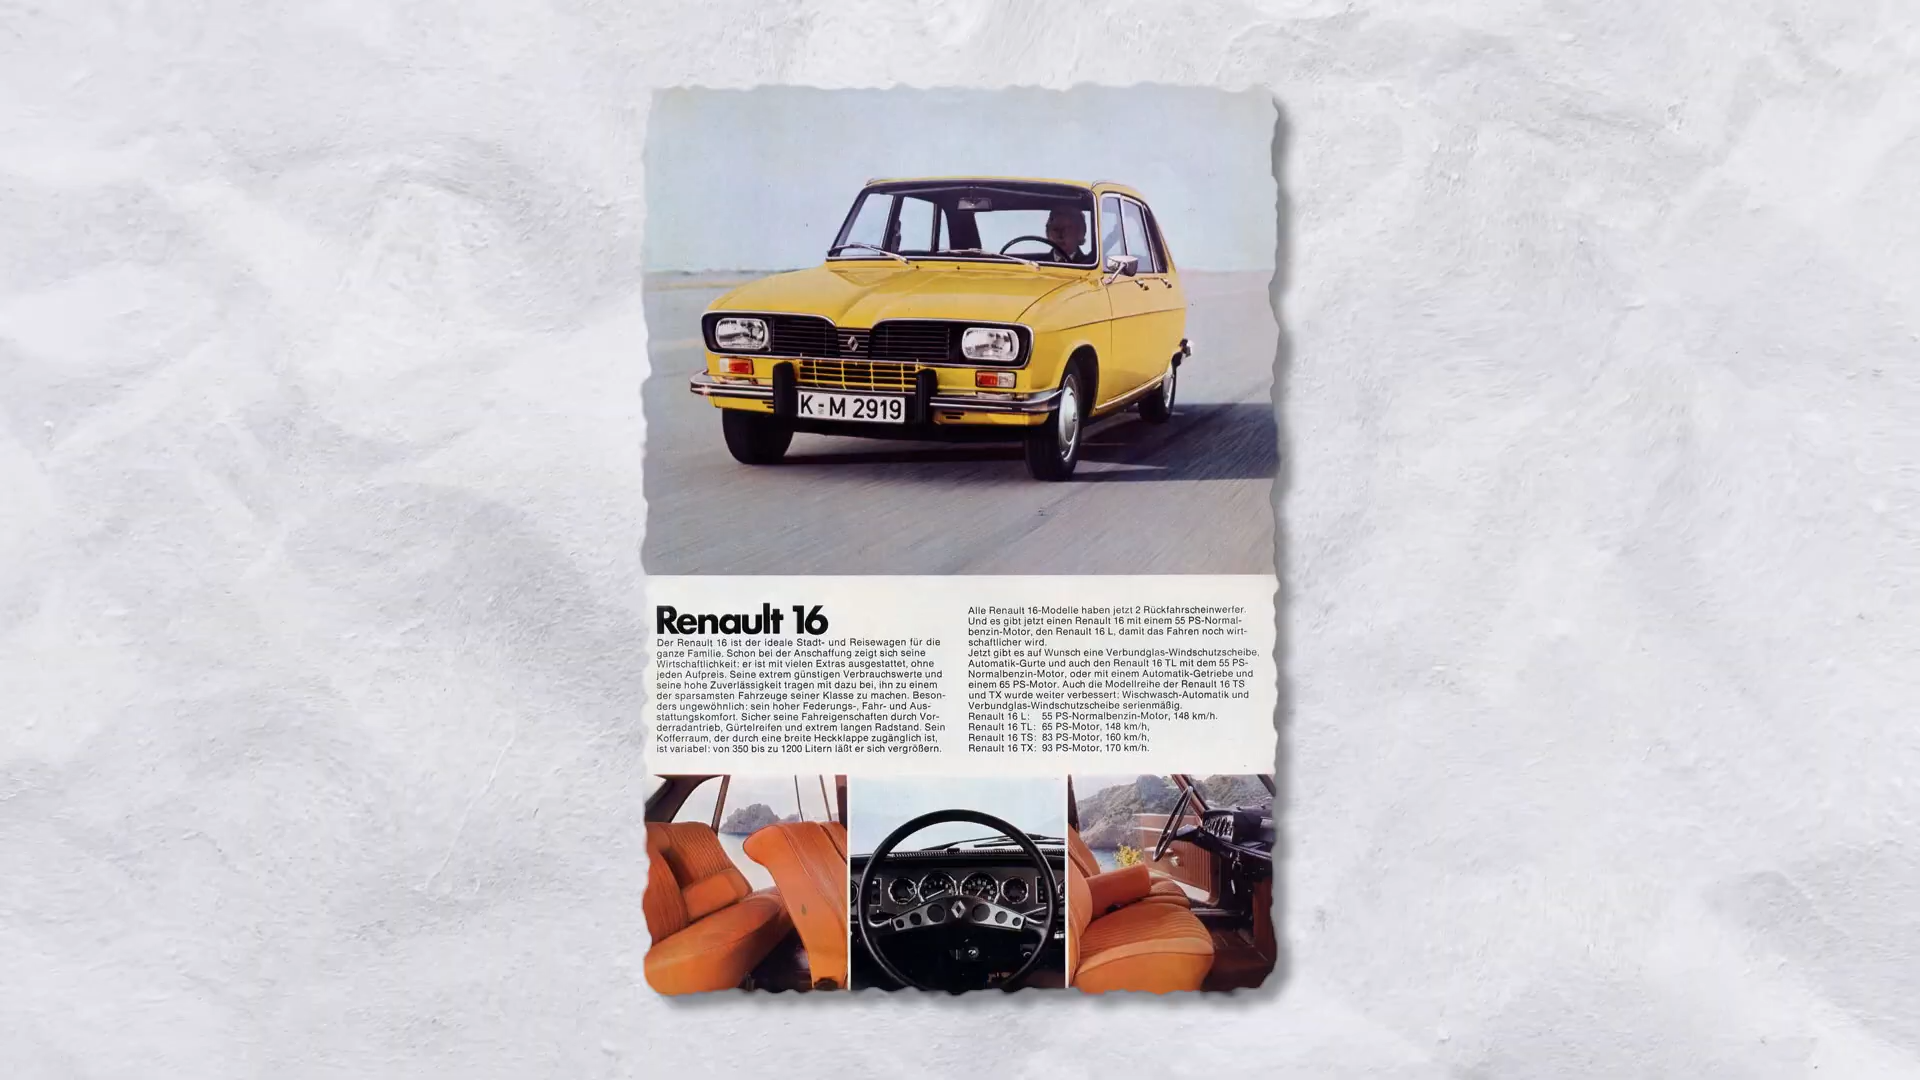 K-M 2919
Renault 16
Der Renault 16 ist der ideale Stadt- und Reisewagen für die
ganze Familie. Schon bei der Anschaffung zeigt sich seine
Wirtschaftlichkeit: er ist mit vielen Extras ausgestattet, ohne
jeden Aufpreis. Seine extrem günstigen Verbrauchswerte und
seine hohe Zuverlässigkeit tragen mit dazu bei, ihn zu einem
der sparsamsten Fahrzeuge seiner Klasse zu machen. Beson-
ders ungewöhnlich: sein hoher Federungs-, Fahr- und Aus-
stattungskomfort. Sicher seine Fahreigenschaften durch Vor-
derradantrieb, Gürtelreifen und extrem langen Radstand. Sein
Kofferraum, der durch eine breite Heckklappe zugänglich ist,
ist variabel: von 350 bis zu 1200 Litern läßt er sich vergrößern.
Alle Renault 16-Modelle haben jetzt 2 Rückfahrscheinwerfer.
Und es gibt jetzt einen Renault 16 mit einem 55 PS-Normal-
benzin-Motor, den Renault 16 L, damit das Fahren noch wirt-
schaftlicher wird.
Jetzt gibt es auf Wunsch eine Verbundglas-Windschutzscheibe,
Automatik-Gurte und auch den Renault 16 TL mit dem 55 PS-
Normalbenzin-Motor, oder mit einem Automatik-Getriebe und
einem 65 PS-Motor. Auch die Modellreihe der Renault 16 TS
und TX wurde weiter verbessert: Wischwasch-Automatik und
Verbundglas-Windschutzscheibe serienmäßig.
Renault 16 L: 55 PS-Normalbenzin-Motor, 148 km/h.
Renault 16 TL: 65 PS-Motor, 148 km/h,
Renault 16 TS: 83 PS-Motor, 160 km/h,
Renault 16 TX: 93 PS-Motor, 170 km/h.